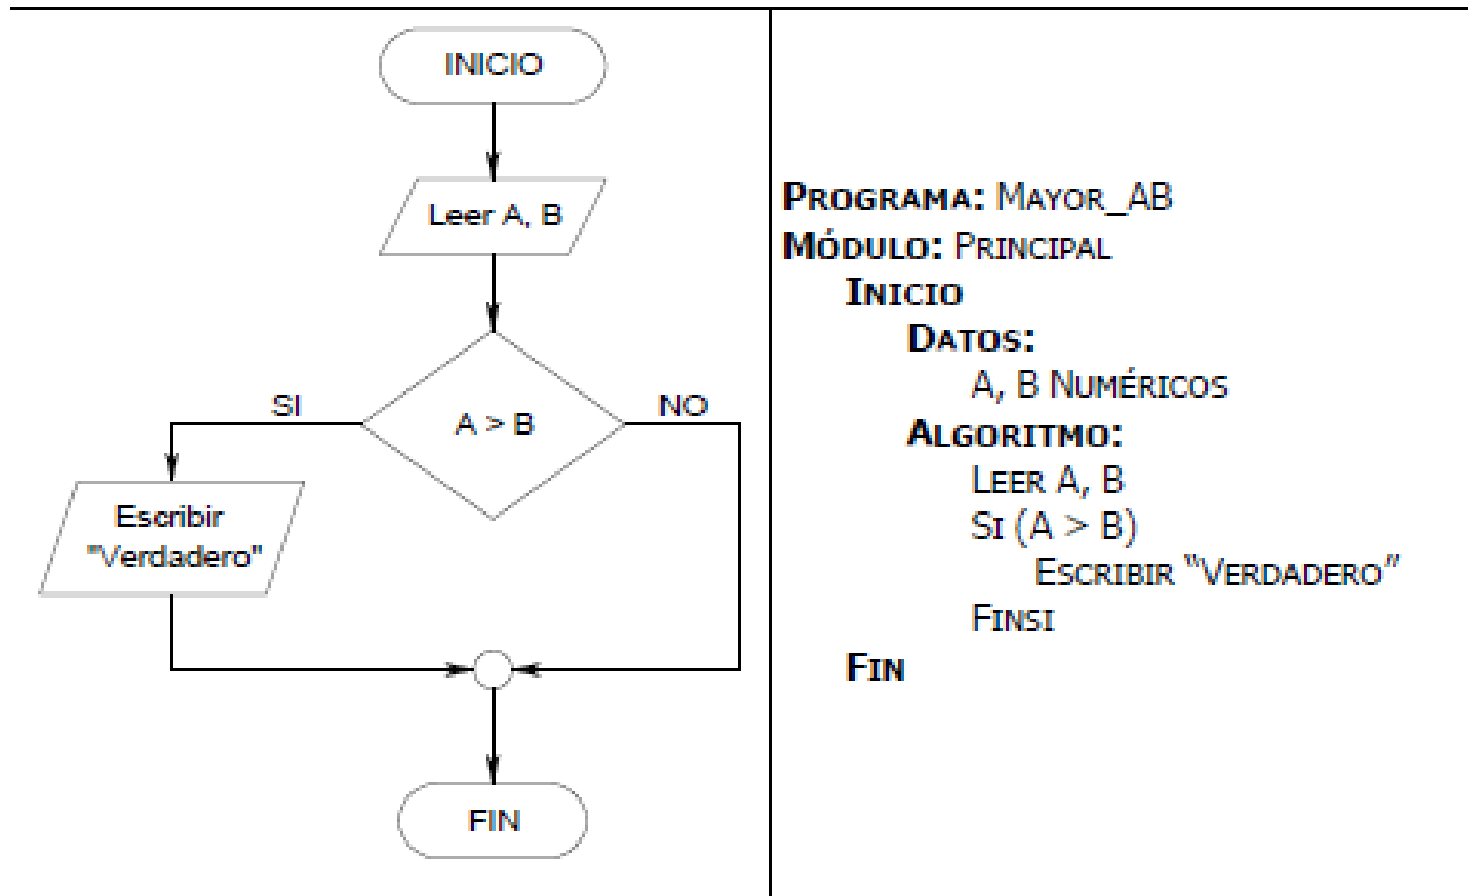 INICIO
Leer A, B
A > B
SI
NO
Escribir
"Verdadero"
FIN
PROGRAMA: MAYOR_AB
MÓDULO: PRINCIPAL
INICIO
DATOS:
A, B NUMÉRICOS
ALGORITMO:
LEER A, B
SI (A > B)
ESCRIBIR “VERDADERO”
FINSI
FIN